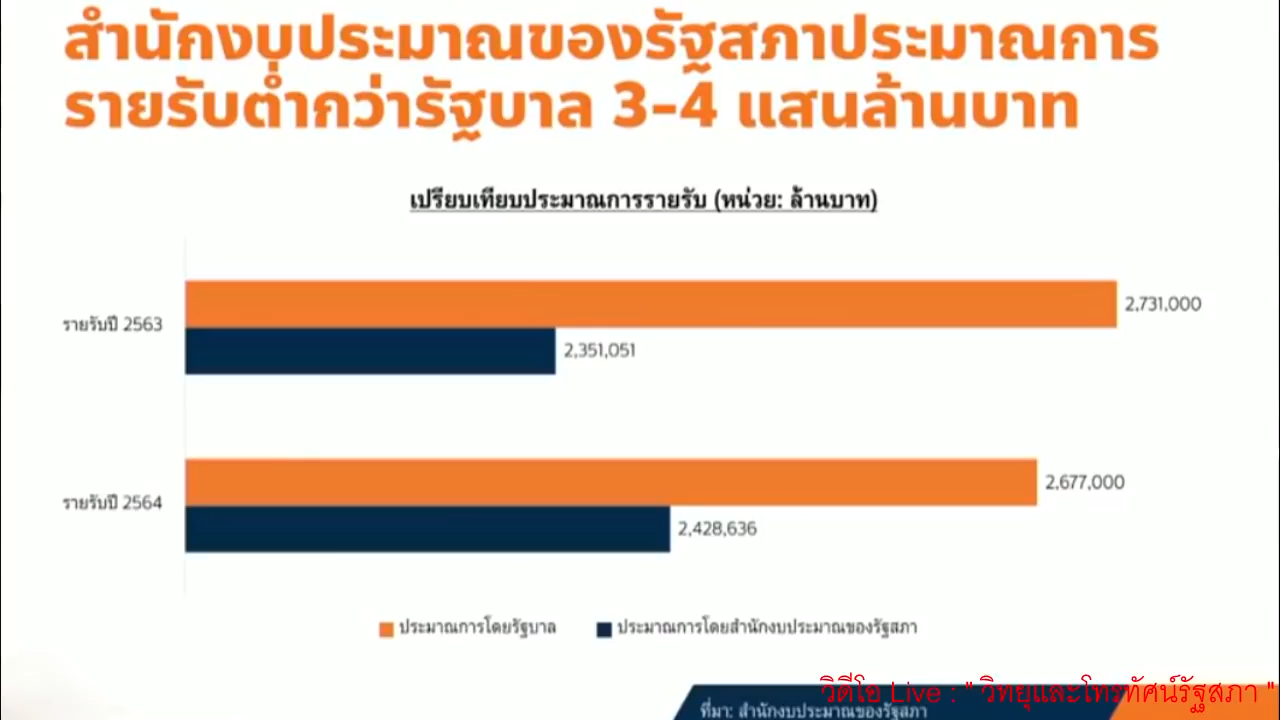 สำนักงบประมาณของรัฐสภาประมาณการ
รายรับต่ำกว่ารัฐบาล 3-4 แสนล้านบาท
เปรียบเทียบประมาณการรายรับ (หน่วย: ล้านบาท)
2,731,000
รายรับปี 2563
2,351,051
2,677,000
รายรับปี 2564
2,428,636
ประมาณการโดยรัฐบาล ประมาณการโดยสำนักงบประมาณของรัฐสภา
วิดีโอ Live : " วิทยุและโทรทัศน์รัฐสภา "
ที่มา: สำนักงบประมาณของรัฐสภา